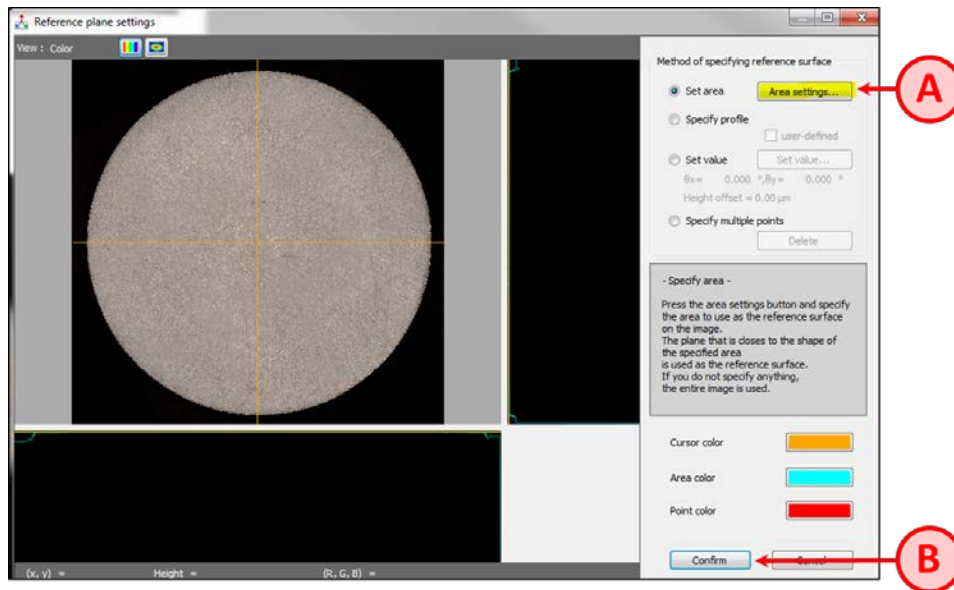 Reference plane settings
View : Color
Method of specifying reference surface
Set area
Area settings...
A
Specify profile
user-defined
Set value
Set value...
θx= 0.000 °,θy= 0.000 °
Height offset = 0.00 µm
Specify multiple points
Delete
- Specify area -
Press the area settings button and specify
the area to use as the reference surface
on the image.
The plane that is closes to the shape of
the specified area
is used as the reference surface.
If you do not specify anything,
the entire image is used.
Cursor color
Area color
Point color
Confirm
Cancel
B
(x, y) =
Height =
(R, G, B) =